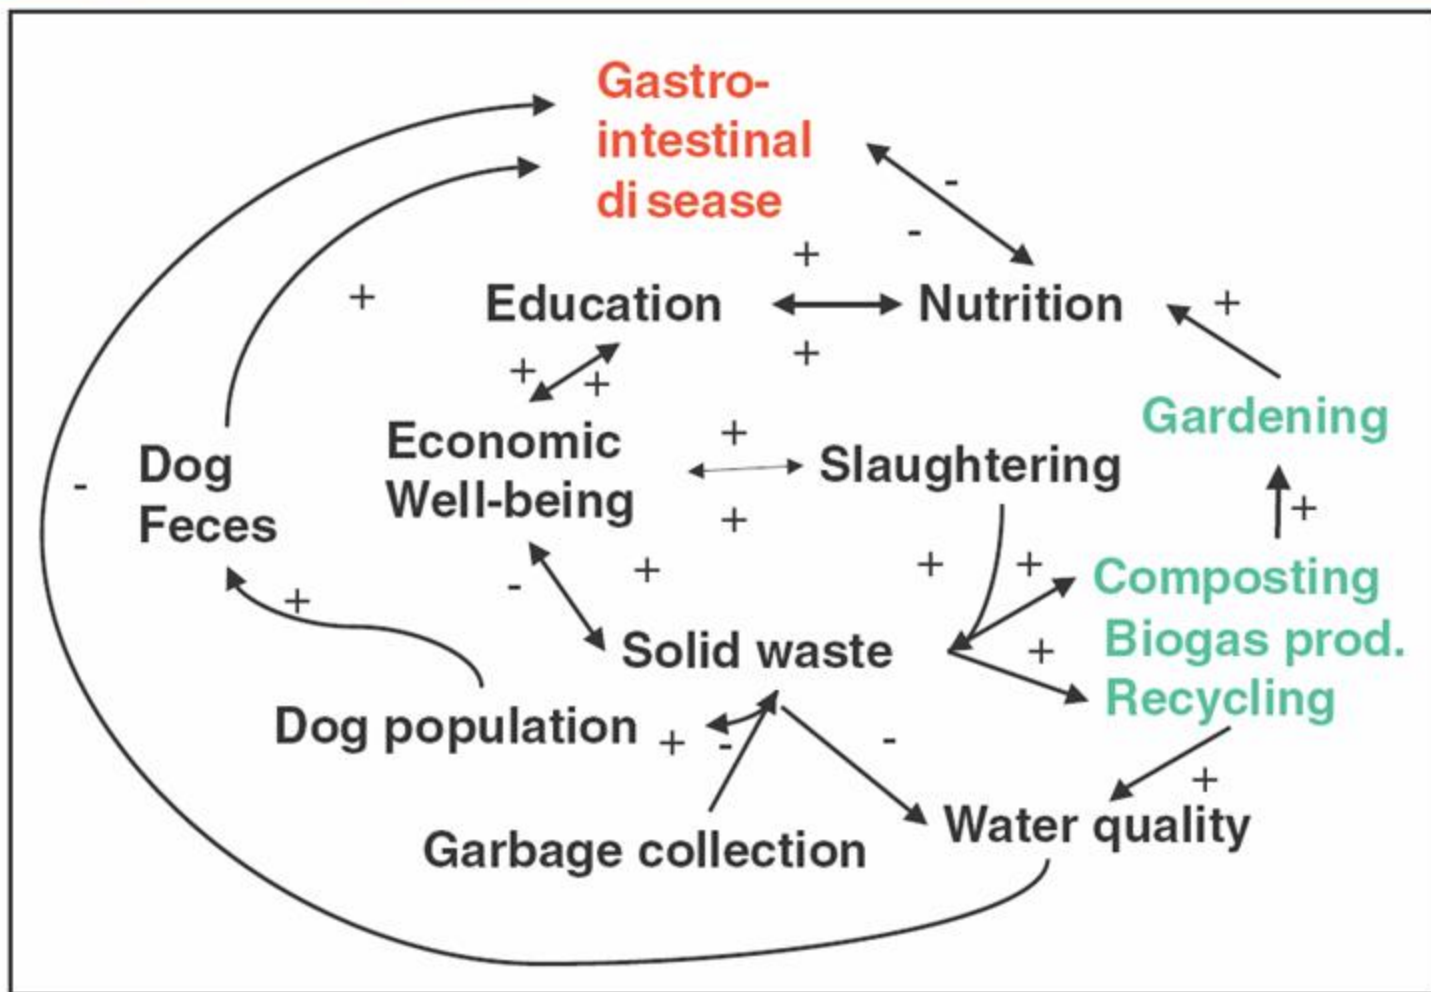 Gastro-
intestinal
di sease
-
-
+
+
Education
Nutrition
+
+
+
+
+
Gardening
Economic
Well-being
+
Slaughtering
Dog
Feces
-
+
+
-
+
+
+
Composting
+
Solid waste
+
Biogas prod.
Recycling
Dog population
+
-
-
+
Garbage collection
Water quality